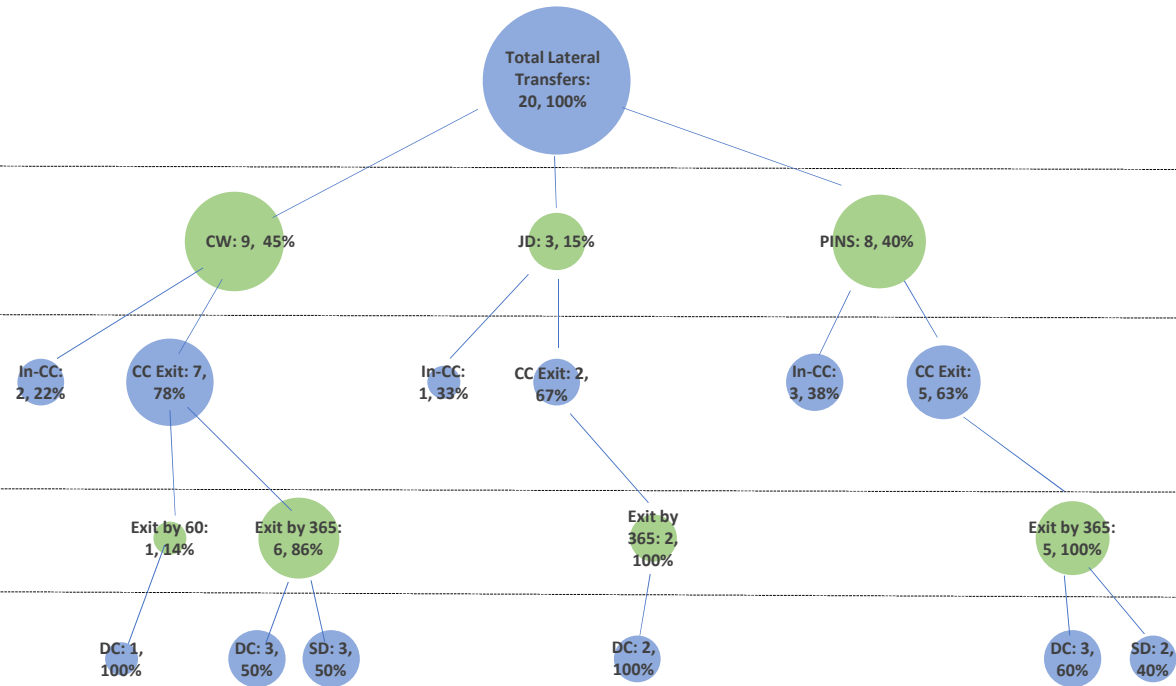 Total Lateral
Transfers:
20, 100%
CW: 9, 45%
JD: 3, 15%
PINS: 8, 40%
In-CC:
2, 22%
CC Exit: 7,
78%
In-CC:
1, 33%
CC Exit: 2,
67%
In-CC:
3, 38%
CC Exit:
5, 63%
Exit by 60:
1, 14%
Exit by 365:
6, 86%
Exit by
365: 2,
100%
Exit by 365:
5, 100%
DC: 1,
100%
DC: 3,
50%
SD: 3,
50%
DC: 2,
100%
DC: 3,
60%
SD: 2,
40%